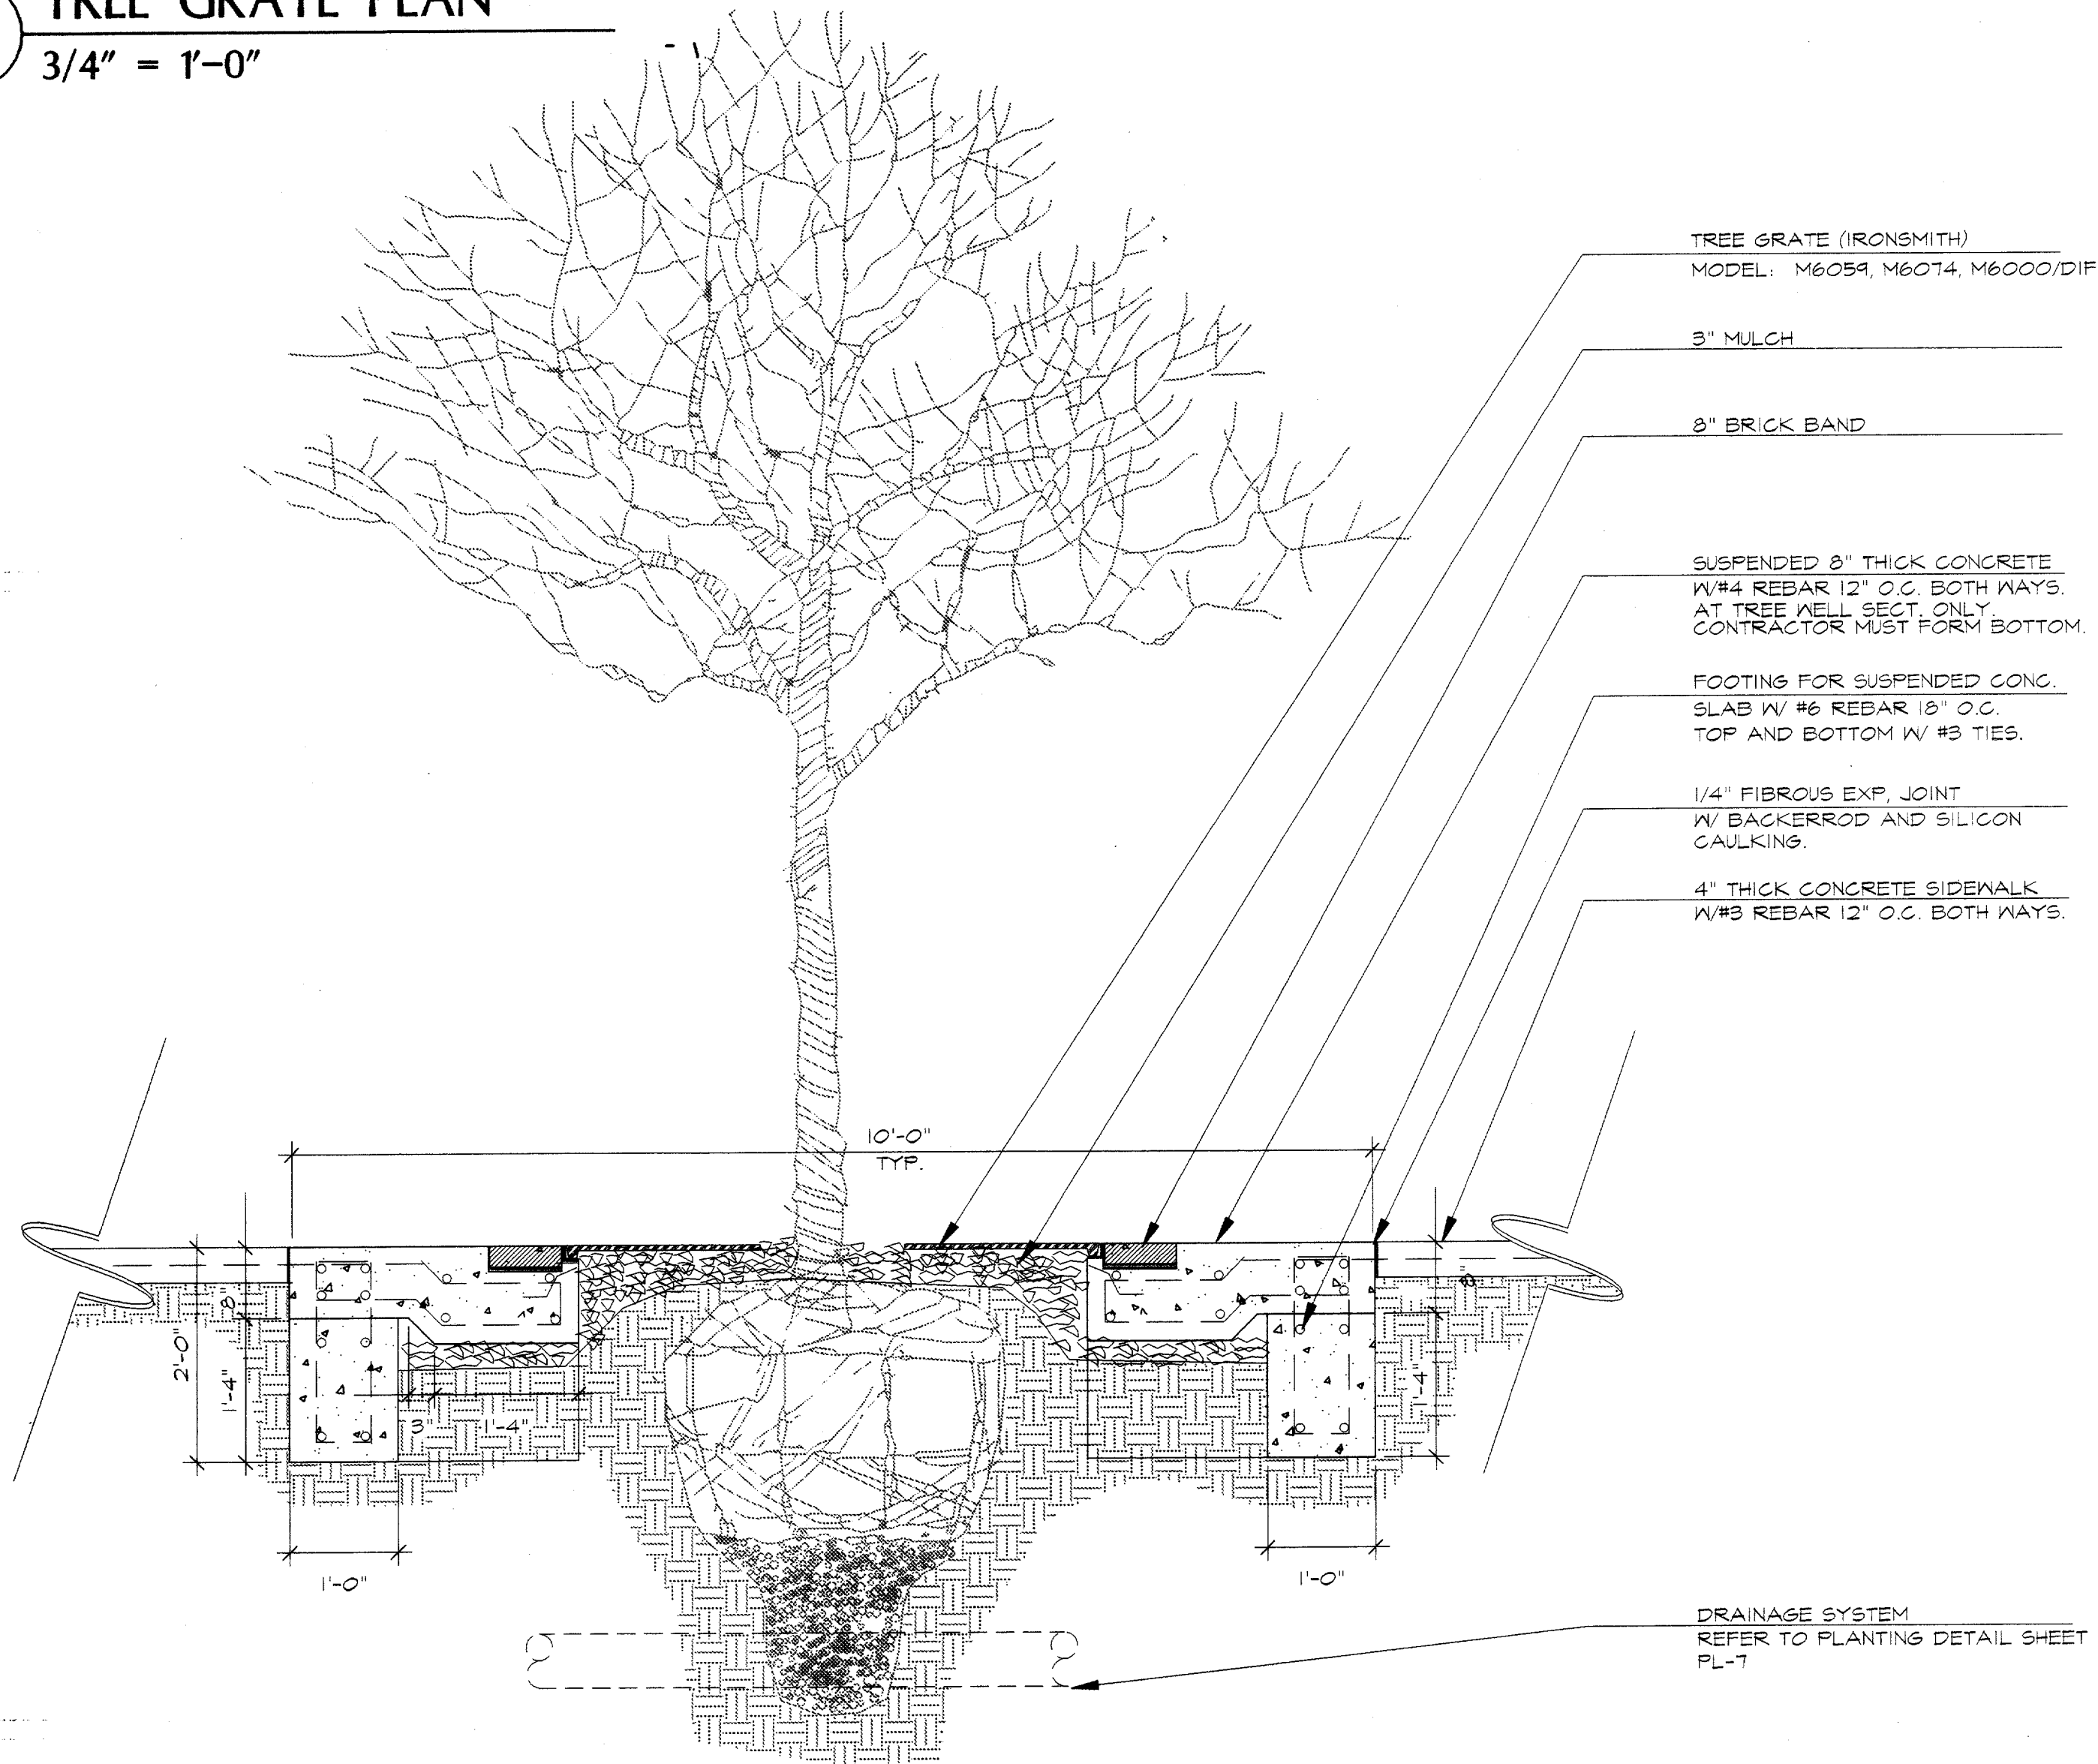 TREE GRATE PLAN
3/4" = 1'-0"
TREE GRATE (IRONSMITH)
MODEL: M6059, M6074, M6000/DIF
3" MULCH
8" BRICK BAND
SUSPENDED 8" THICK CONCRETE
W/#4 REBAR 12" O.C. BOTH WAYS.
AT TREE WELL SECT. ONLY.
CONTRACTOR MUST FORM BOTTOM.
FOOTING FOR SUSPENDED CONC.
SLAB W/ #6 REBAR 18" O.C.
TOP AND BOTTOM W/ #3 TIES.
1/4" FIBROUS EXP, JOINT
W/ BACKERROD AND SILICON
CAULKING.
4" THICK CONCRETE SIDEWALK
W/#3 REBAR 12" O.C. BOTH WAYS.
10'-0"
TYP.
2'-0"
8"
1'-4"
3"
1'-4"
8"
1'-4"
1'-0"
1'-0"
DRAINAGE SYSTEM
REFER TO PLANTING DETAIL SHEET
PL-7